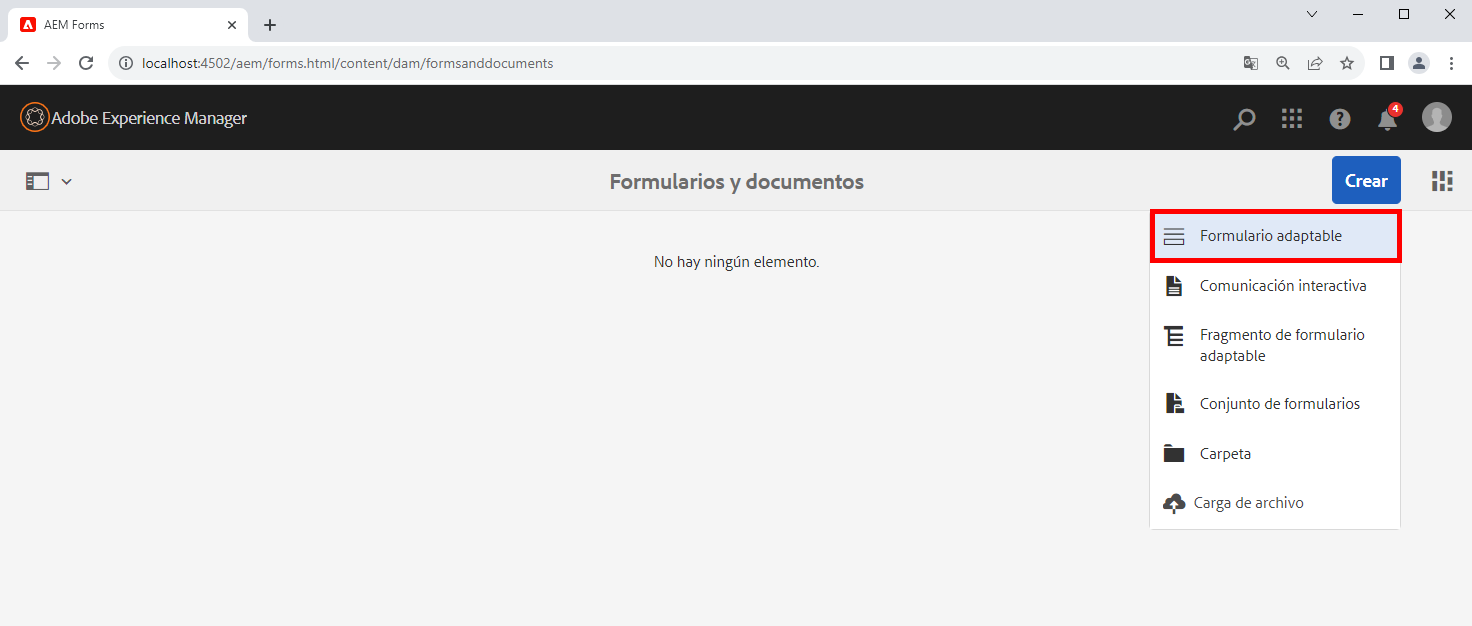 AEM Forms
localhost:4502/aem/forms.html/content/dam/formsanddocuments
Adobe Experience Manager
4
Formularios y documentos
Crear
No hay ningún elemento.
Formulario adaptable
Comunicación interactiva
Fragmento de formulario
adaptable
Conjunto de formularios
Carpeta
Carga de archivo